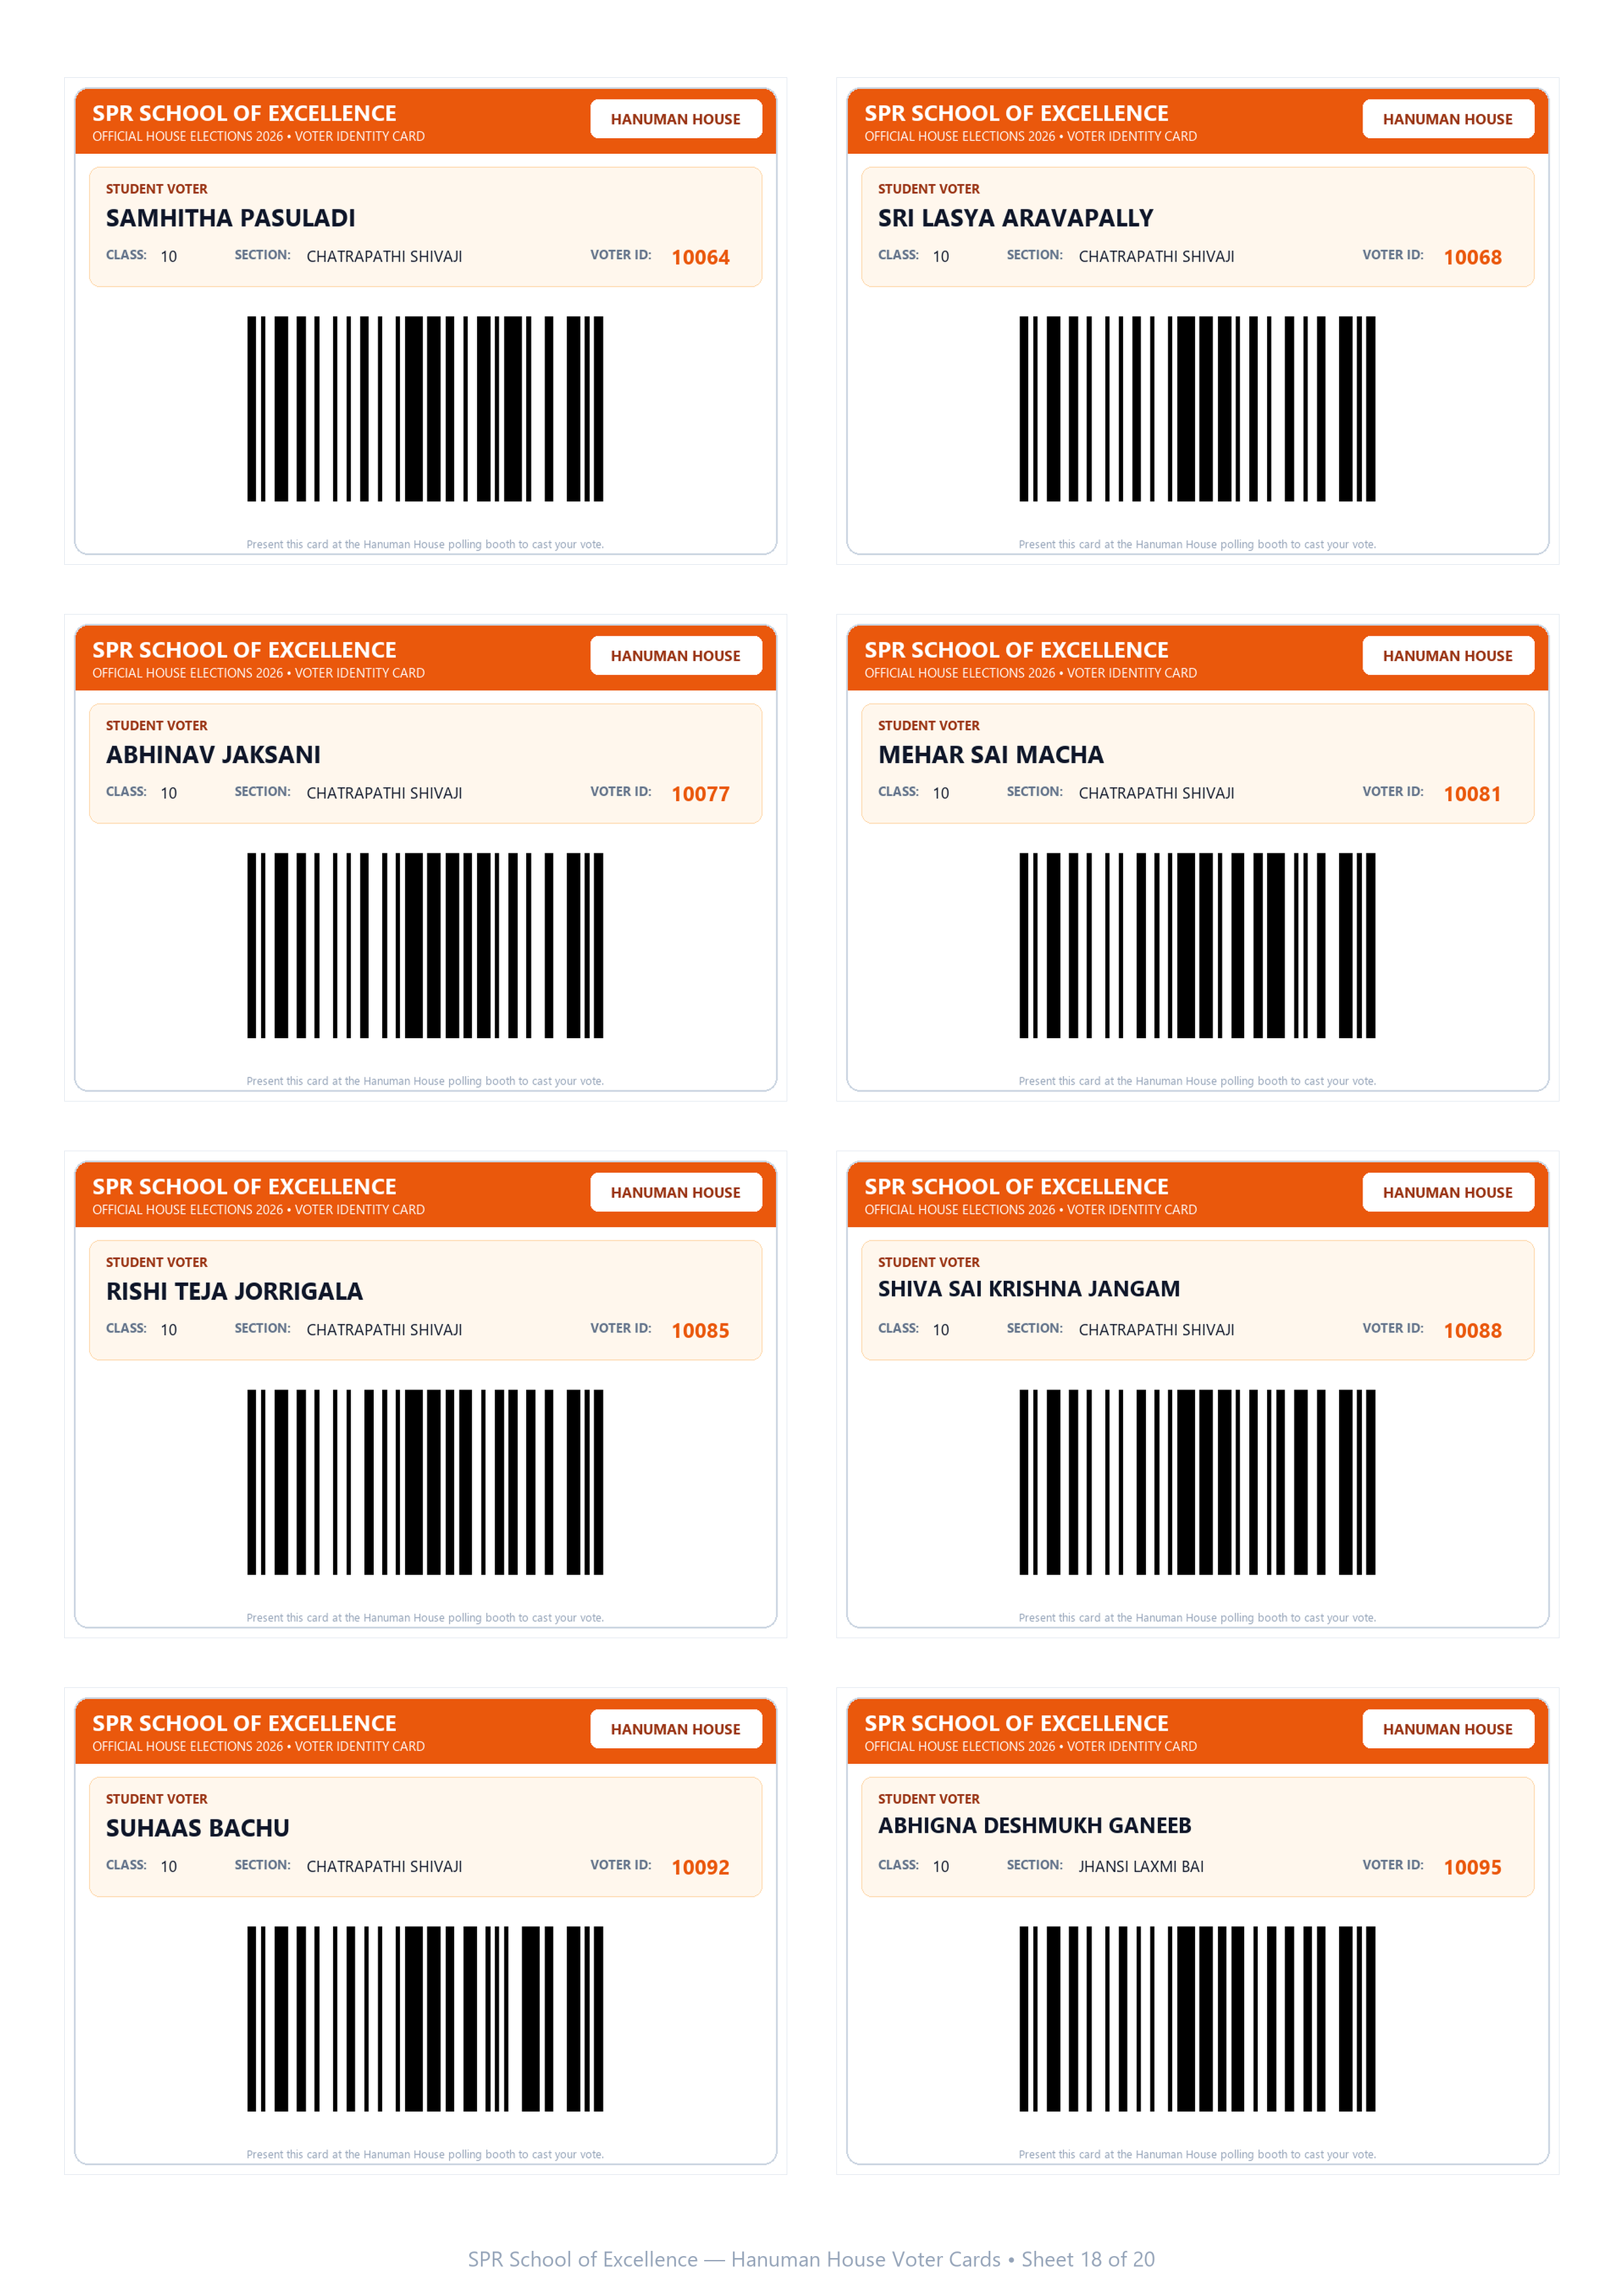 SPR SCHOOL OF EXCELLENCE
OFFICIAL HOUSE ELECTIONS 2026 • VOTER IDENTITY CARD
HANUMAN HOUSE
STUDENT VOTER
SAMHITHA PASULADI
CLASS: 10 SECTION: CHATRAPATHI SHIVAJI VOTER ID: 10064
Present this card at the Hanuman House polling booth to cast your vote.
SPR SCHOOL OF EXCELLENCE
OFFICIAL HOUSE ELECTIONS 2026 • VOTER IDENTITY CARD
HANUMAN HOUSE
STUDENT VOTER
SRI LASYA ARAVAPALLY
CLASS: 10 SECTION: CHATRAPATHI SHIVAJI VOTER ID: 10068
Present this card at the Hanuman House polling booth to cast your vote.
SPR SCHOOL OF EXCELLENCE
OFFICIAL HOUSE ELECTIONS 2026 • VOTER IDENTITY CARD
HANUMAN HOUSE
STUDENT VOTER
ABHINAV JAKSANI
CLASS: 10 SECTION: CHATRAPATHI SHIVAJI VOTER ID: 10077
Present this card at the Hanuman House polling booth to cast your vote.
SPR SCHOOL OF EXCELLENCE
OFFICIAL HOUSE ELECTIONS 2026 • VOTER IDENTITY CARD
HANUMAN HOUSE
STUDENT VOTER
MEHAR SAI MACHA
CLASS: 10 SECTION: CHATRAPATHI SHIVAJI VOTER ID: 10081
Present this card at the Hanuman House polling booth to cast your vote.
SPR SCHOOL OF EXCELLENCE
OFFICIAL HOUSE ELECTIONS 2026 • VOTER IDENTITY CARD
HANUMAN HOUSE
STUDENT VOTER
RISHI TEJA JORRIGALA
CLASS: 10 SECTION: CHATRAPATHI SHIVAJI VOTER ID: 10085
Present this card at the Hanuman House polling booth to cast your vote.
SPR SCHOOL OF EXCELLENCE
OFFICIAL HOUSE ELECTIONS 2026 • VOTER IDENTITY CARD
HANUMAN HOUSE
STUDENT VOTER
SHIVA SAI KRISHNA JANGAM
CLASS: 10 SECTION: CHATRAPATHI SHIVAJI VOTER ID: 10088
Present this card at the Hanuman House polling booth to cast your vote.
SPR SCHOOL OF EXCELLENCE
OFFICIAL HOUSE ELECTIONS 2026 • VOTER IDENTITY CARD
HANUMAN HOUSE
STUDENT VOTER
SUHAAS BACHU
CLASS: 10 SECTION: CHATRAPATHI SHIVAJI VOTER ID: 10092
Present this card at the Hanuman House polling booth to cast your vote.
SPR SCHOOL OF EXCELLENCE
OFFICIAL HOUSE ELECTIONS 2026 • VOTER IDENTITY CARD
HANUMAN HOUSE
STUDENT VOTER
ABHIGNA DESHMUKH GANEEB
CLASS: 10 SECTION: JHANSI LAXMI BAI VOTER ID: 10095
Present this card at the Hanuman House polling booth to cast your vote.
SPR School of Excellence — Hanuman House Voter Cards • Sheet 18 of 20